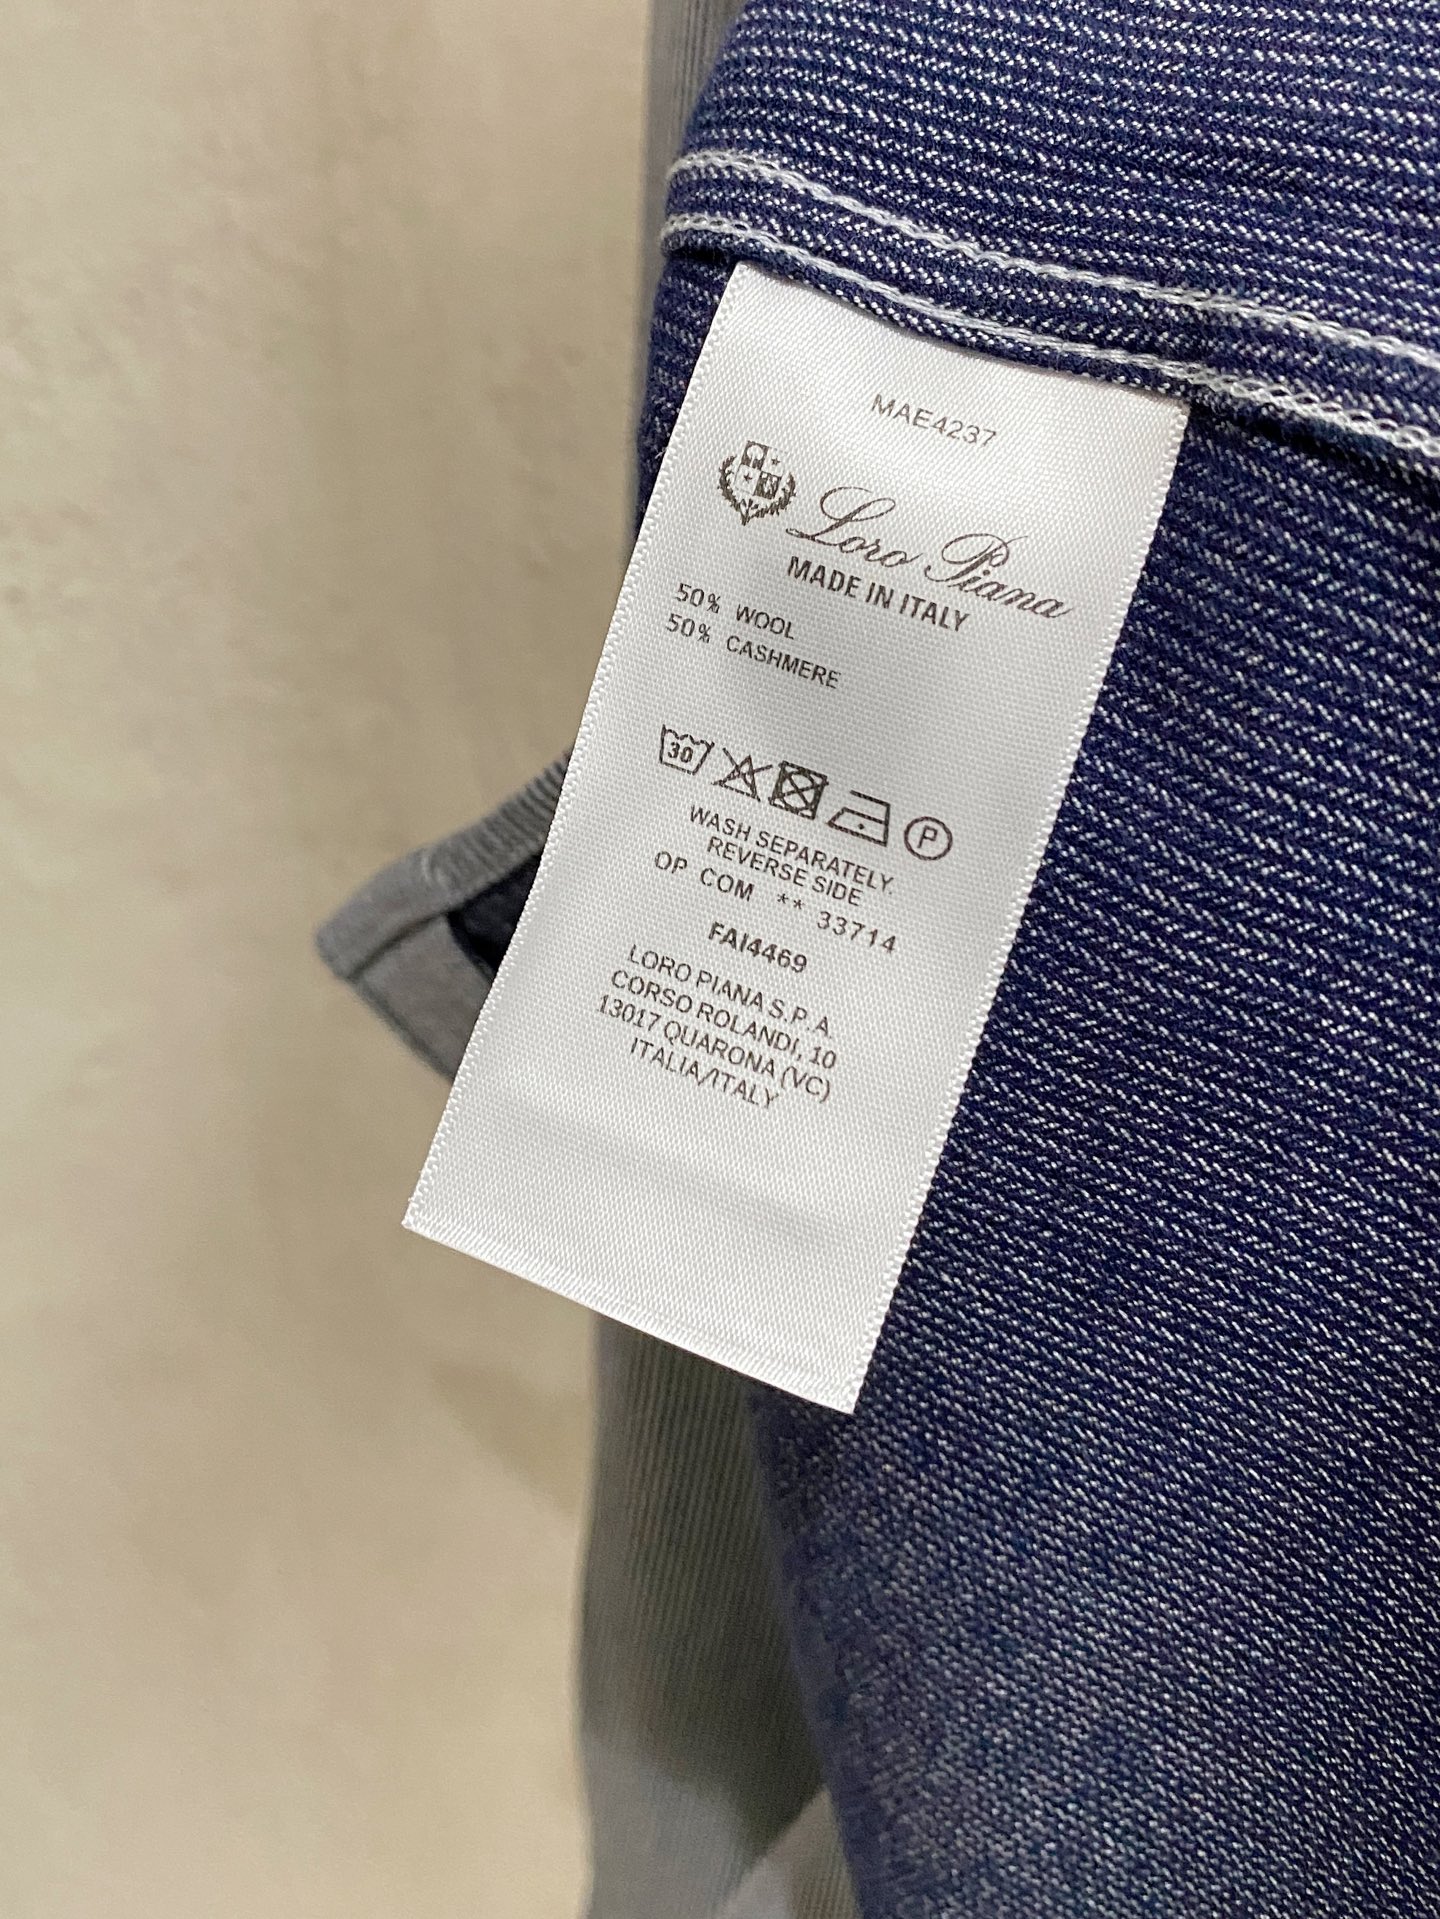 MAE4237
Loro Piana
MADE IN ITALY
50% WOOL
50% CASHMERE
30
P
WASH SEPARATELY.
REVERSE SIDE
OP COM ** 33714
FAI4469
LORO PIANA S.P.A.
CORSO ROLANDI, 10
13017 QUARONA (VC)
ITALIA/ITALY